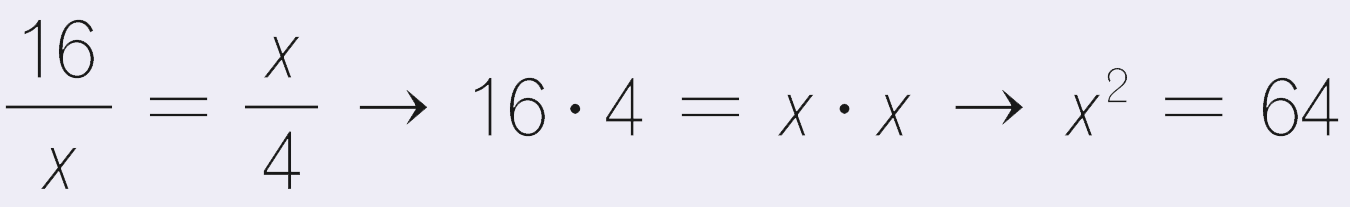 16/x = x/4 → 16 · 4 = x · x → x² = 64